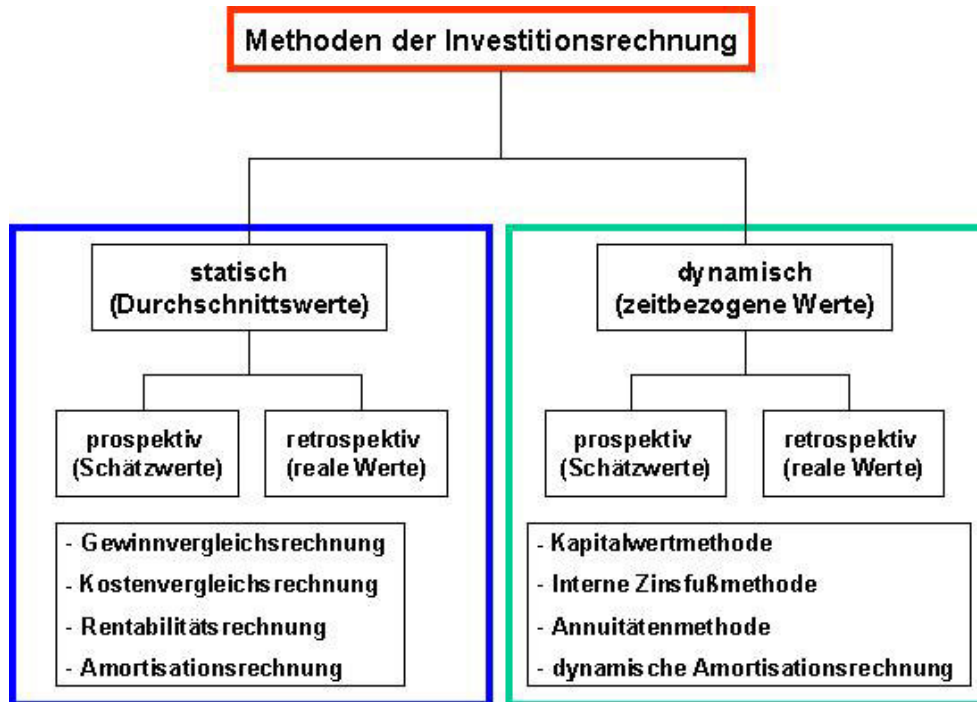 Methoden der Investitionsrechnung
statisch
(Durchschnittswerte)
prospektiv
(Schätzwerte)
retrospektiv
(reale Werte)
- Gewinnvergleichsrechnung
- Kostenvergleichsrechnung
- Rentabilitätsrechnung
- Amortisationsrechnung
dynamisch
(zeitbezogene Werte)
prospektiv
(Schätzwerte)
retrospektiv
(reale Werte)
- Kapitalwertmethode
- Interne Zinsfußmethode
- Annuitätenmethode
- dynamische Amortisationsrechnung